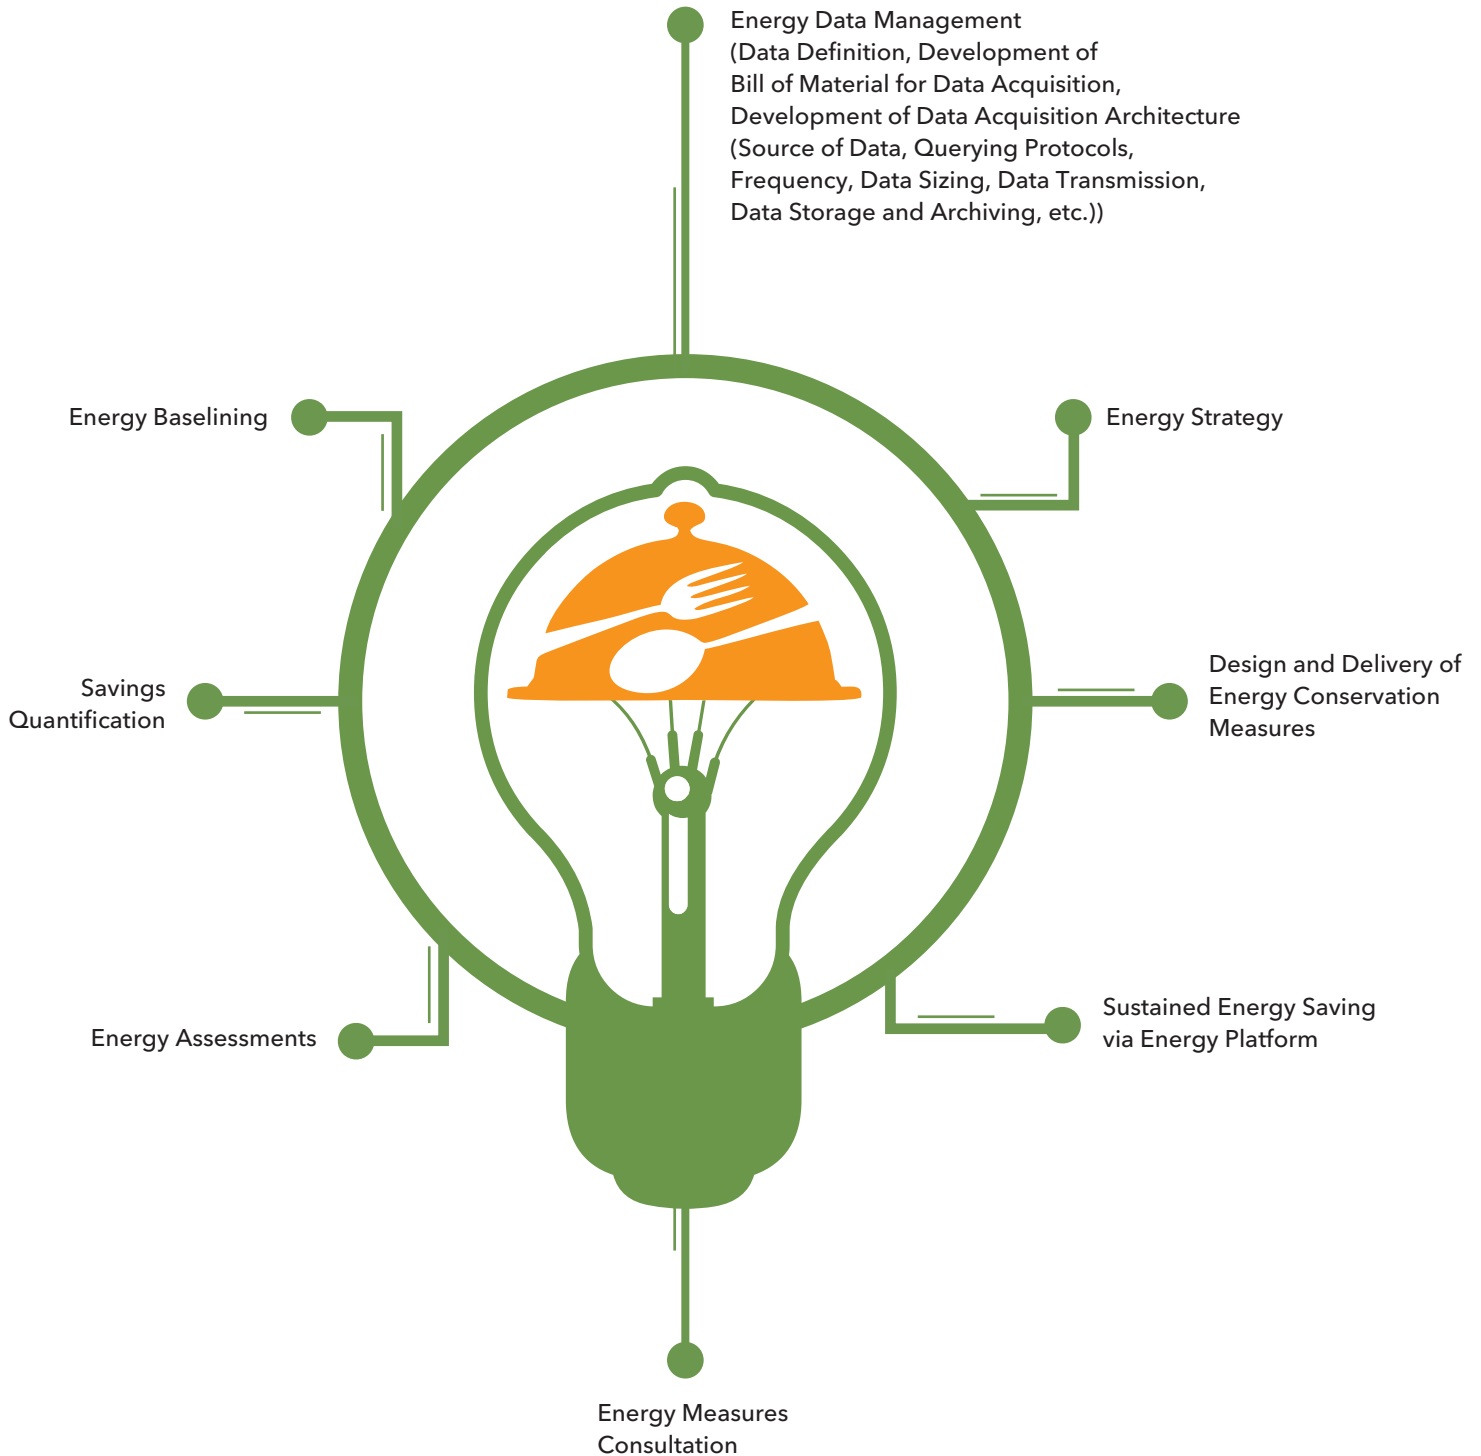 Energy Data Management
(Data Definition, Development of
Bill of Material for Data Acquisition,
Development of Data Acquisition Architecture
(Source of Data, Querying Protocols,
Frequency, Data Sizing, Data Transmission,
Data Storage and Archiving, etc.))
Energy Baselining
Energy Strategy
Savings
Quantification
Design and Delivery of
Energy Conservation
Measures
Energy Assessments
Sustained Energy Saving
via Energy Platform
Energy Measures
Consultation